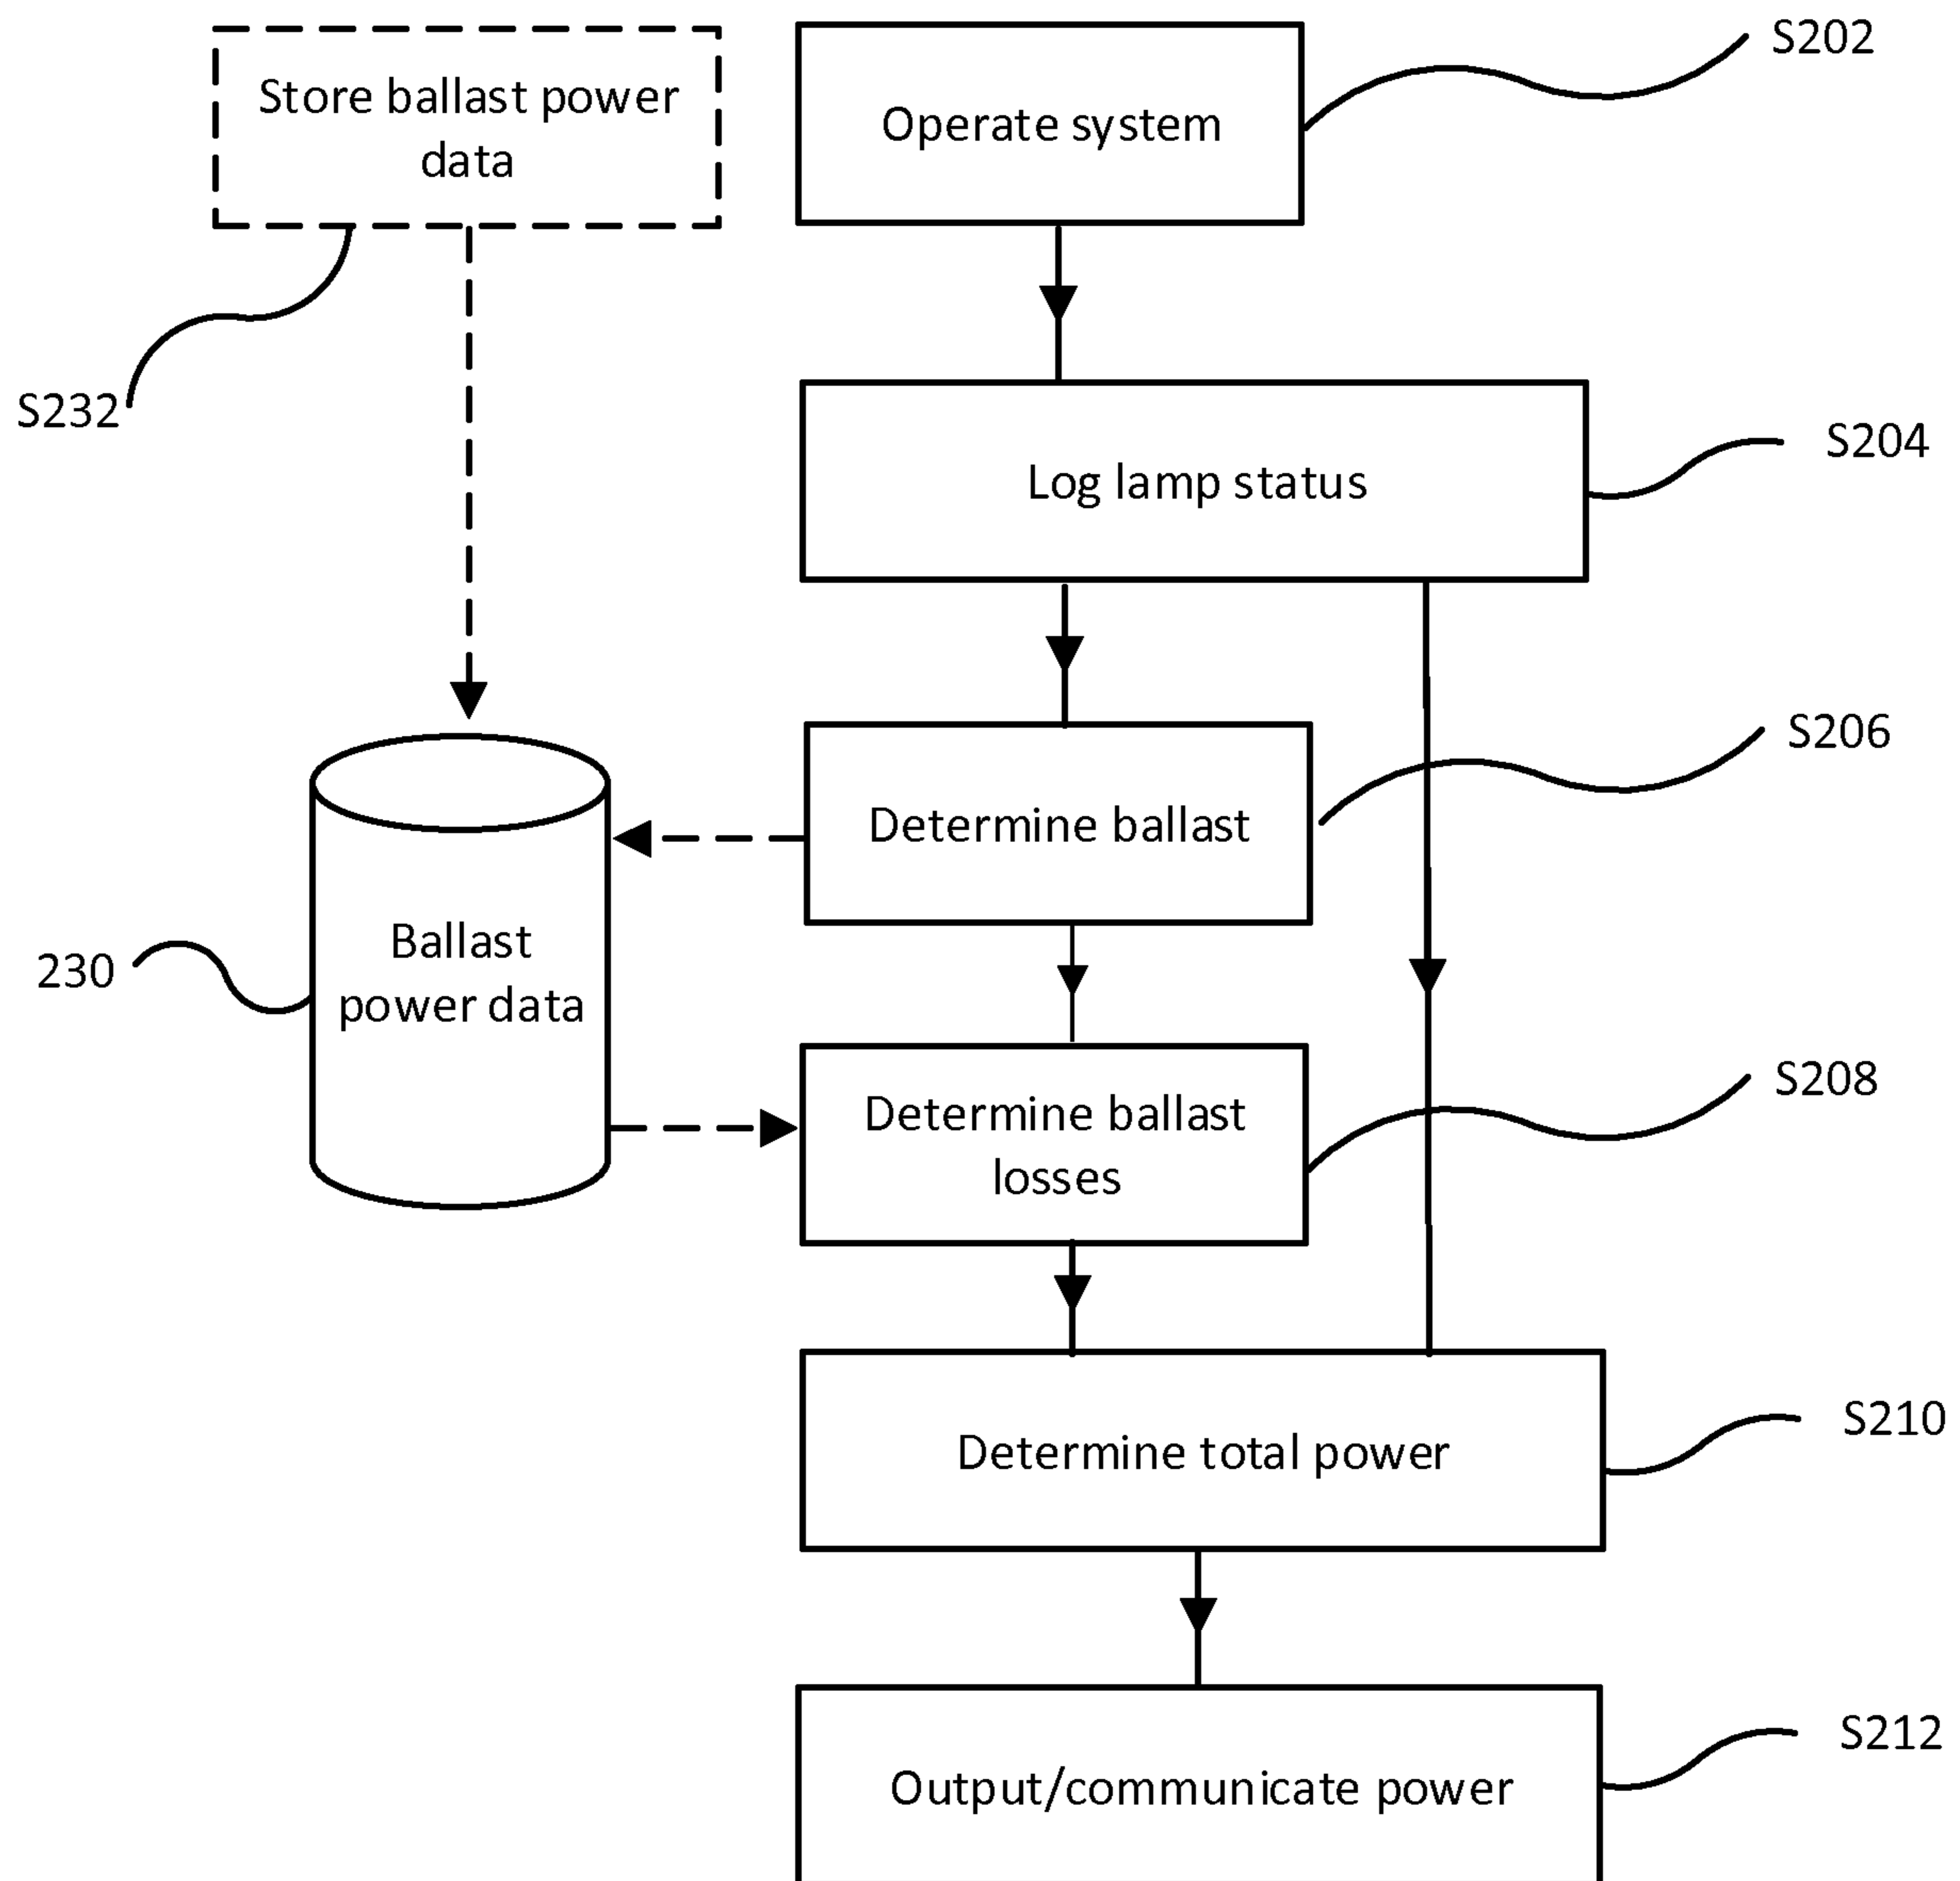 Store ballast power
data
Operate system
S202
S232
Log lamp status
S204
Determine ballast
S206
Ballast
power data
230
Determine ballast
losses
S208
Determine total power
S210
Output/communicate power
S212